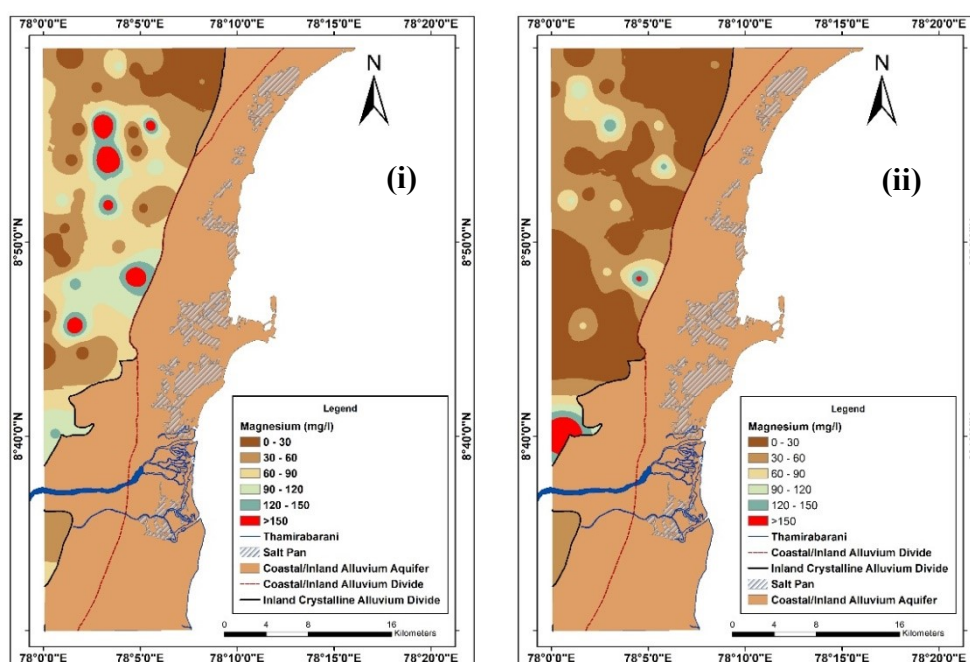 78°0'0"E 78°5'0"E 78°10'0"E 78°15'0"E 78°20'0"E
N
(i)
8°50'0"N
8°50'0"N
8°40'0"N
Legend
Magnesium (mg/l)
0 - 30
30 - 60
60 - 90
90 - 120
120 - 150
>150
Thamirabarani
Salt Pan
Coastal/Inland Alluvium Aquifer
Coastal/Inland Alluvium Divide
Inland Crystalline Alluvium Divide
0 4 8 16
Kilometers
78°0'0"E 78°5'0"E 78°10'0"E 78°15'0"E 78°20'0"E
78°0'0"E 78°5'0"E 78°10'0"E 78°15'0"E 78°20'0"E
N
(ii)
8°50'0"N
8°40'0"N
Legend
Magnesium (mg/l)
0 - 30
30 - 60
60 - 90
90 - 120
120 - 150
>150
Thamirabarani
Coastal/Inland Alluvium Divide
Inland Crystalline Alluvium Divide
Salt Pan
Coastal/Inland Alluvium Aquifer
0 4 8 16
Kilometers
78°0'0"E 78°5'0"E 78°10'0"E 78°15'0"E 78°20'0"E